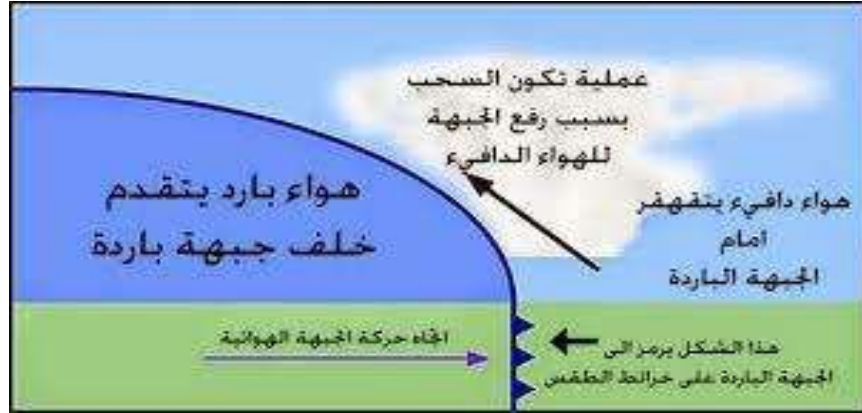 عملية تكون السحب
بسبب رفع الجبهة
للهواء الدافيء
هواء دافيء يتقهقر
امام
الجبهة الباردة
هواء بارد يتقدم
خلف جبهة باردة
اتجاه حركة الجبهة الهوائية
هذا الشكل يرمز الى
الجبهة الباردة على خرائط الطقس